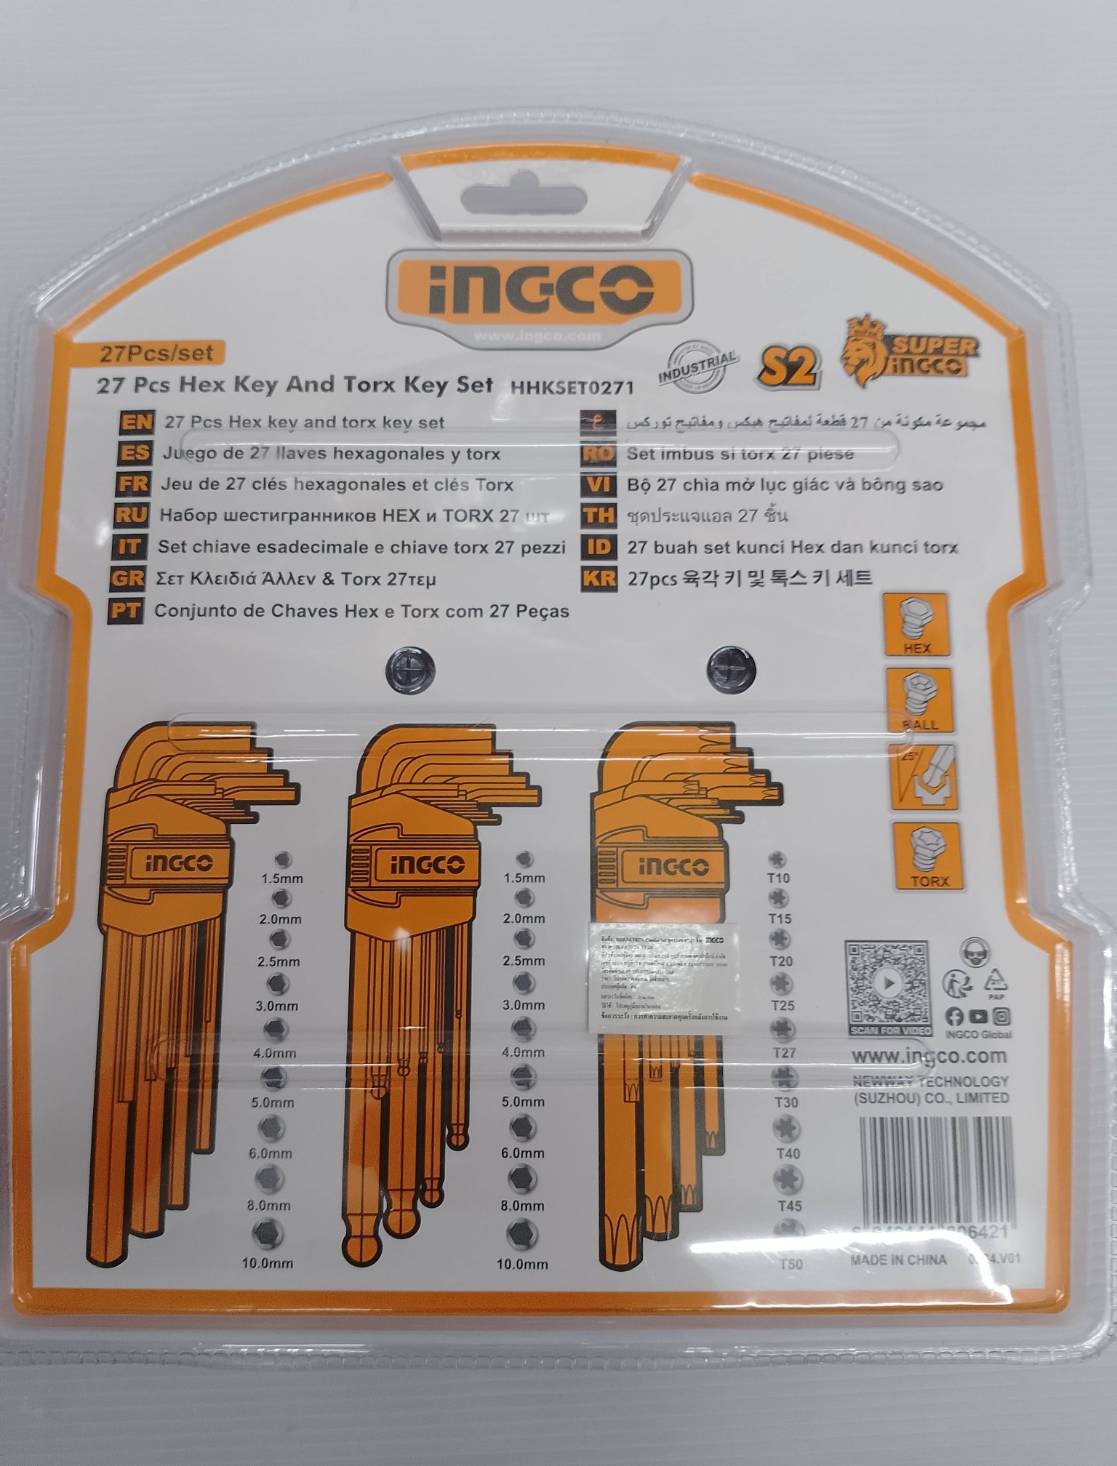 INGCO
www.ingco.com
27Pcs/set
27 Pcs Hex Key And Torx Key Set HHKSET0271
INDUSTRIAL
S2
SUPER
INGCO
EN 27 Pcs Hex key and torx key set
ES Juego de 27 llaves hexagonales y torx
FR Jeu de 27 clés hexagonales et clés Torx
RU Набор шестигранников HEX и TORX 27 шт
IT Set chiave esadecimale e chiave torx 27 pezzi
GR Σετ Κλειδιά Άλλεν & Torx 27τεμ
PT Conjunto de Chaves Hex e Torx com 27 Peças
ع مجموعة مكونة من 27 قطعة لمفاتيح هيكس و مفاتيح توركس
RO Set imbus si torx 27 piese
VI Bộ 27 chìa mở lục giác và bông sao
TH ชุดประแจแอล 27 ชิ้น
ID 27 buah set kunci Hex dan kunci torx
KR 27pcs 육각 키 및 톡스 키 세트
HEX
BALL
25°
TORX
INGCO
1.5mm
2.0mm
2.5mm
3.0mm
4.0mm
5.0mm
6.0mm
8.0mm
10.0mm
INGCO
1.5mm
2.0mm
2.5mm
3.0mm
4.0mm
5.0mm
6.0mm
8.0mm
10.0mm
INGCO
T10
T15
T20
T25
T27
T30
T40
T45
T50
INGCO
SCAN FOR VIDEO
PAP
INGCO Global
www.ingco.com
NEWWAY TECHNOLOGY
(SUZHOU) CO., LIMITED
MADE IN CHINA